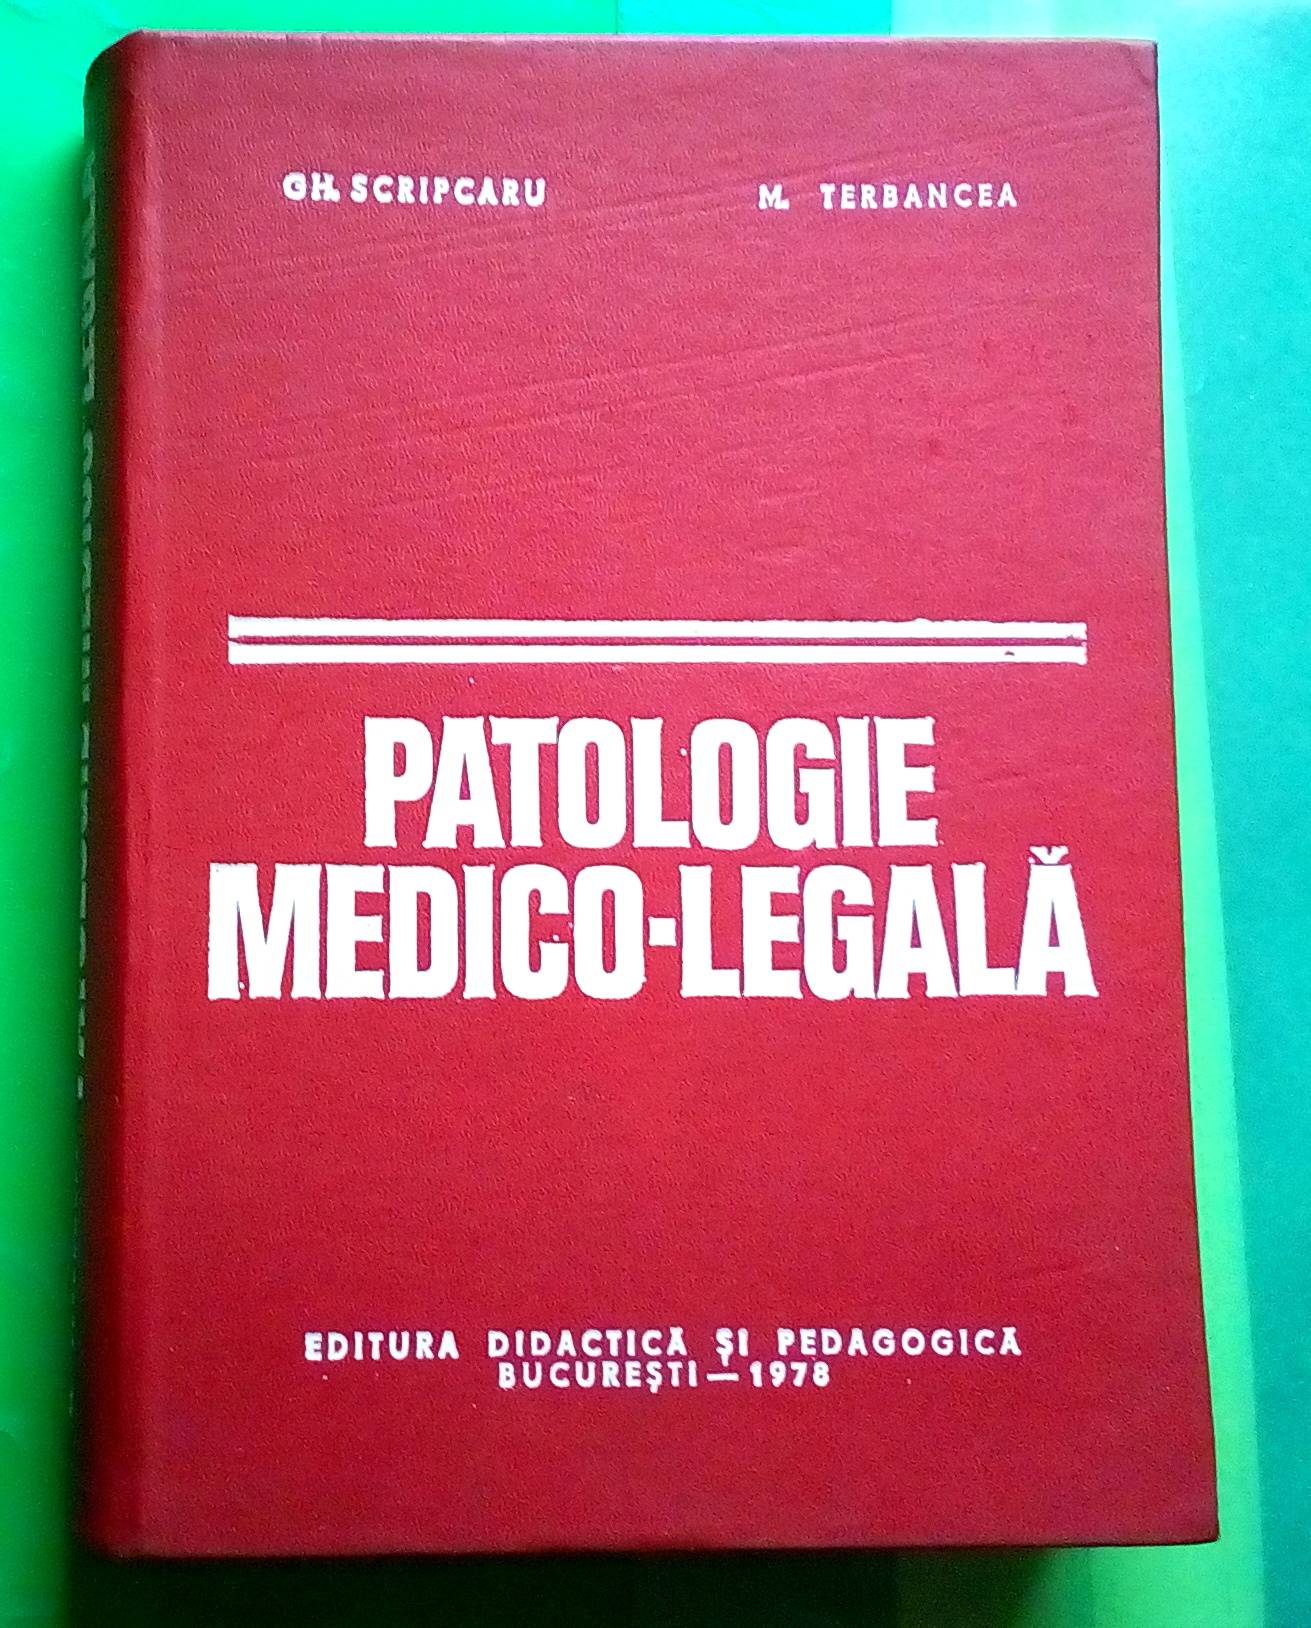 GH. SCRIPCARU M. TERBANCEA
PATOLOGIE
MEDICO-LEGALĂ
EDITURA DIDACTICĂ ȘI PEDAGOGICĂ
BUCUREȘTI — 1978